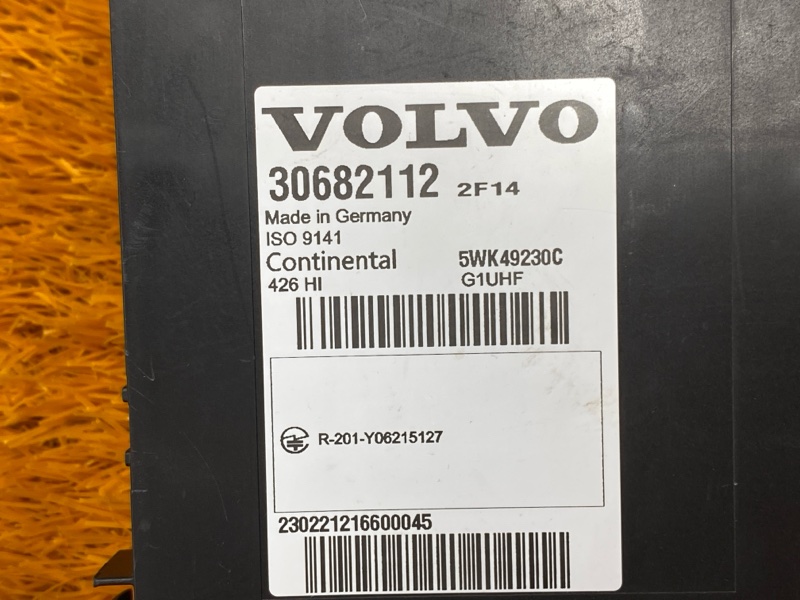 VOLVO
30682112 2F14
Made in Germany
ISO 9141
Continental 5WK49230C
426 HI G1UHF
R-201-Y06215127
230221216600045